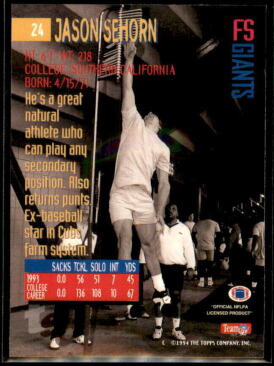 24 JASON SEHORN
FS
GIANTS
HT: 6'2" WT: 218
COLLEGE: SOUTHERN CALIFORNIA
BORN: 4/15/71
He's a great
natural
athlete who
can play any
secondary
position. Also
returns punts.
Ex-baseball
star in Cubs
farm system.
SACKS TCKL SOLO INT YDS
1993 0.0 56 51 7 45
COLLEGE
CAREER 0.0 136 108 10 67
"OFFICIAL NFLPA
LICENSED PRODUCT"
Team NFL
© 1994 THE TOPPS COMPANY, INC.